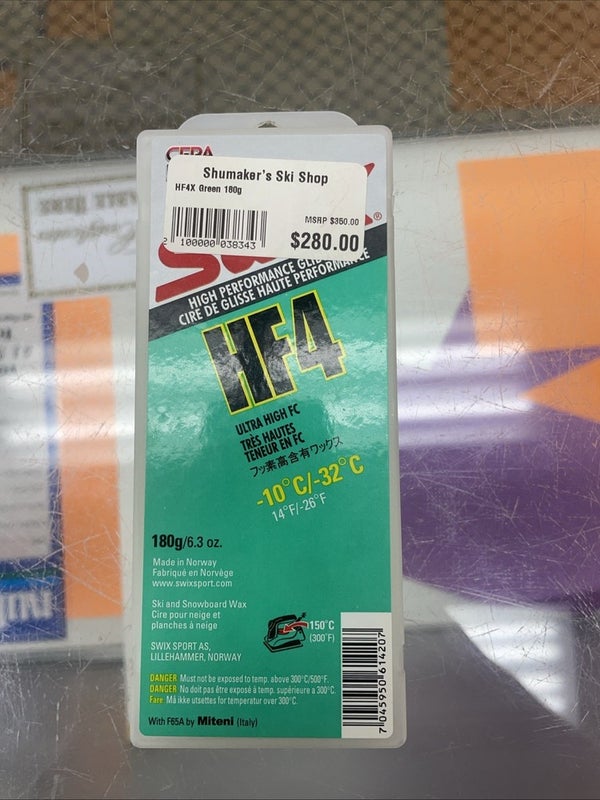 CERA
Shumaker's Ski Shop
HF4X Green 180g
MSRP $350.00
2 100000 038343
$280.00
®
HIGH PERFORMANCE
CIRE DE GLISSE HAUTE PERFORMANCE
HF4
ULTRA HIGH FC
TRÈS HAUTES
TENEUR EN FC
フッ素高含有ワックス
-10°C/-32°C
14°F/-26°F
180g/6.3 oz.
Made in Norway
Fabriqué en Norvège
www.swixsport.com
Ski and Snowboard Wax
Cire pour neige et
planches à neige
150°C
(300°F)
SWIX SPORT AS,
LILLEHAMMER, NORWAY
DANGER Must not be exposed to temp. above 300°C/500°F.
DANGER No doit pas être exposé à temp. supérieure a 300°C.
Fare: Må ikke utsettes for temperatur over 300°C.
With F65A by Miteni (Italy)
7 045950 614207